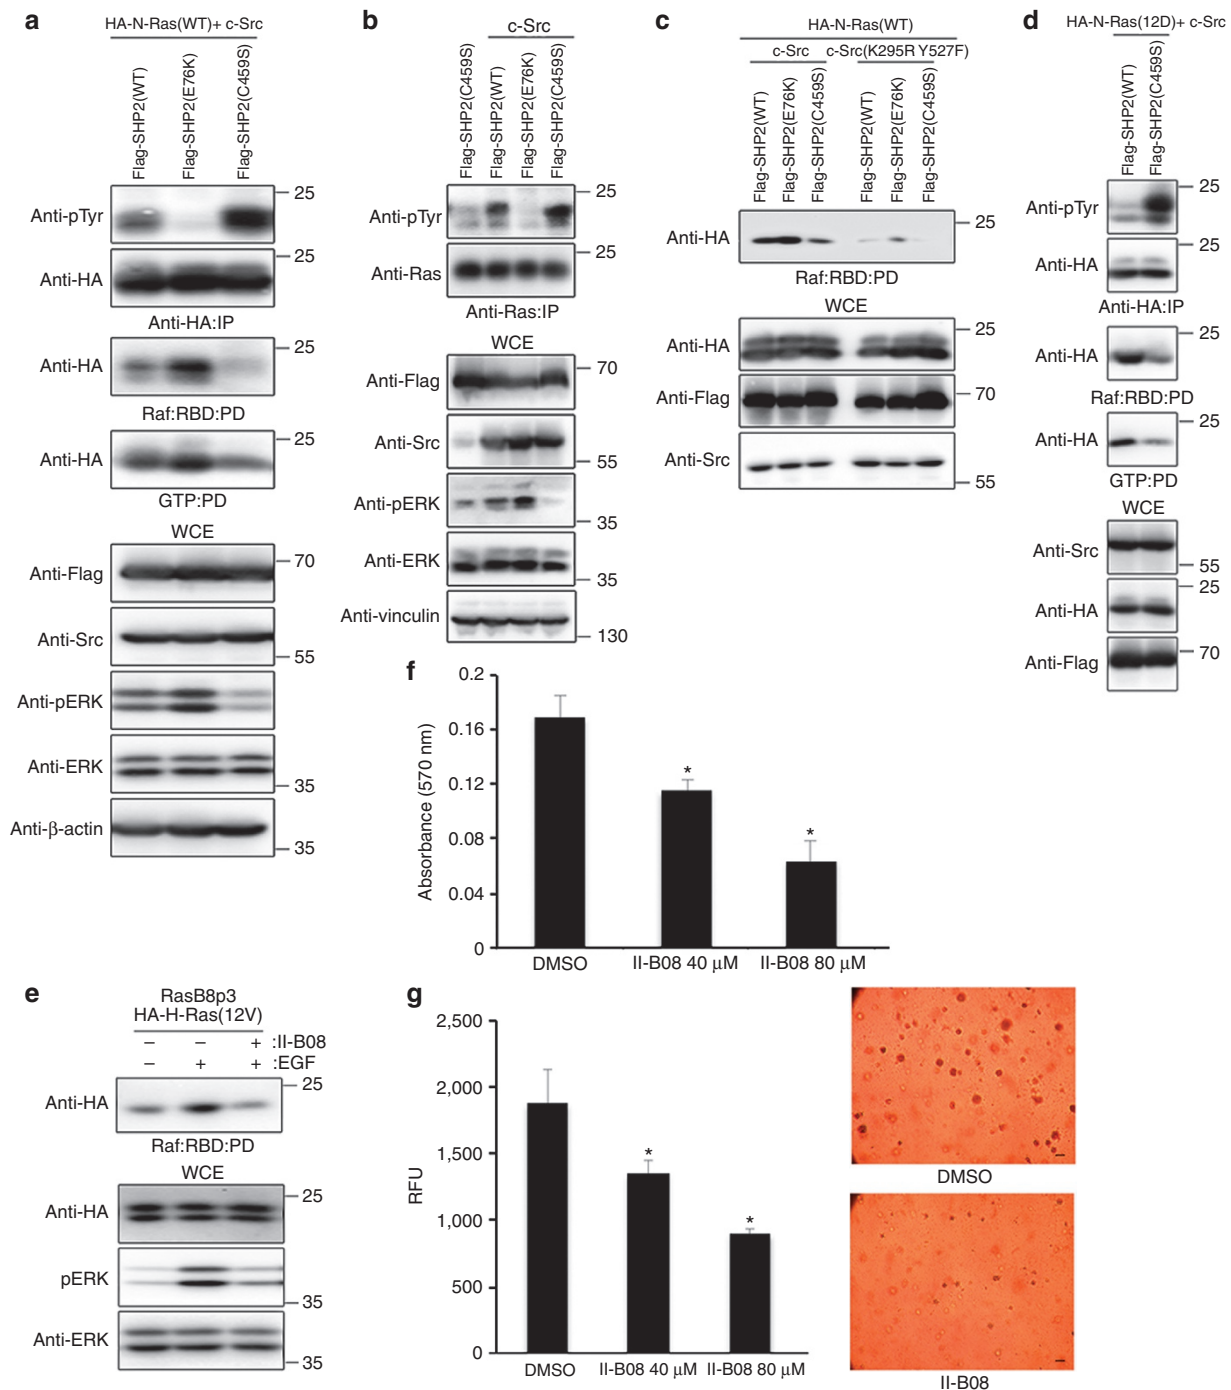 a
HA-N-Ras(WT)+ c-Src
Flag-SHP2(WT)
Flag-SHP2(E76K)
Flag-SHP2(C459S)
Anti-pTyr
25
Anti-HA
25
Anti-HA:IP
Anti-HA
25
Raf:RBD:PD
Anti-HA
25
GTP:PD
WCE
Anti-Flag
70
Anti-Src
55
Anti-pERK
Anti-ERK
35
Anti-β-actin
35
b
c-Src
Flag-SHP2(C459S)
Flag-SHP2(WT)
Flag-SHP2(E76K)
Flag-SHP2(C459S)
Anti-pTyr
25
Anti-Ras
25
Anti-Ras:IP
WCE
Anti-Flag
70
Anti-Src
55
Anti-pERK
35
Anti-ERK
35
Anti-vinculin
130
c
HA-N-Ras(WT)
c-Src
c-Src(K295R Y527F)
Flag-SHP2(WT)
Flag-SHP2(E76K)
Flag-SHP2(C459S)
Flag-SHP2(WT)
Flag-SHP2(E76K)
Flag-SHP2(C459S)
Anti-HA
25
Raf:RBD:PD
WCE
Anti-HA
25
Anti-Flag
70
Anti-Src
55
d
HA-N-Ras(12D)+ c-Src
Flag-SHP2(WT)
Flag-SHP2(C459S)
Anti-pTyr
25
Anti-HA
25
Anti-HA:IP
Anti-HA
25
Raf:RBD:PD
Anti-HA
25
GTP:PD
WCE
Anti-Src
55
Anti-HA
25
Anti-Flag
70
f
Absorbance (570 nm)
0.2
0.16
0.12
0.08
0.04
0
*
*
DMSO
II-B08 40 μM
II-B08 80 μM
e
RasB8p3
HA-H-Ras(12V)
+ :II-B08
– – 
– + + :EGF
Anti-HA
25
Raf:RBD:PD
WCE
Anti-HA
25
pERK
35
Anti-ERK
35
g
RFU
2,500
2,000
1,500
1,000
500
0
*
*
DMSO
II-B08 40 μM
II-B08 80 μM
DMSO
II-B08